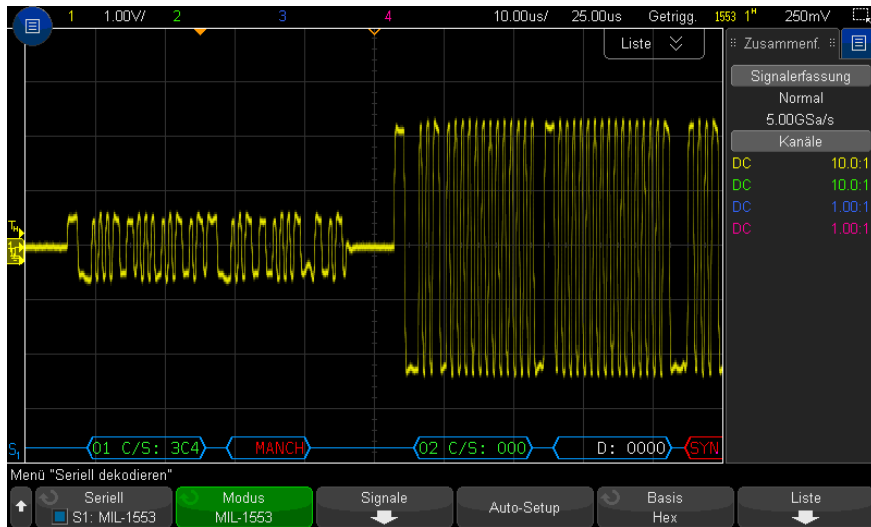 1 1.00V/ 2 3 4 10.00us/ 25.00us Getrigg. 1553 1H 250mV
Liste
Zusammenf.
Signalerfassung
Normal
5.00GSa/s
Kanäle
DC 10.0:1
DC 10.0:1
DC 1.00:1
DC 1.00:1
TH
S1 01 C/S: 3C4 MANCH 02 C/S: 000 D: 0000 SYN
Menü "Seriell dekodieren"
Seriell Modus Signale Auto-Setup Basis Liste
S1: MIL-1553 MIL-1553 Hex